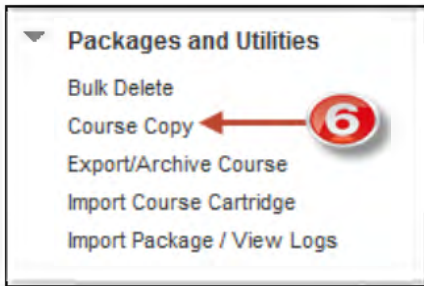 Packages and Utilities
Bulk Delete
Course Copy 6
Export/Archive Course
Import Course Cartridge
Import Package / View Logs